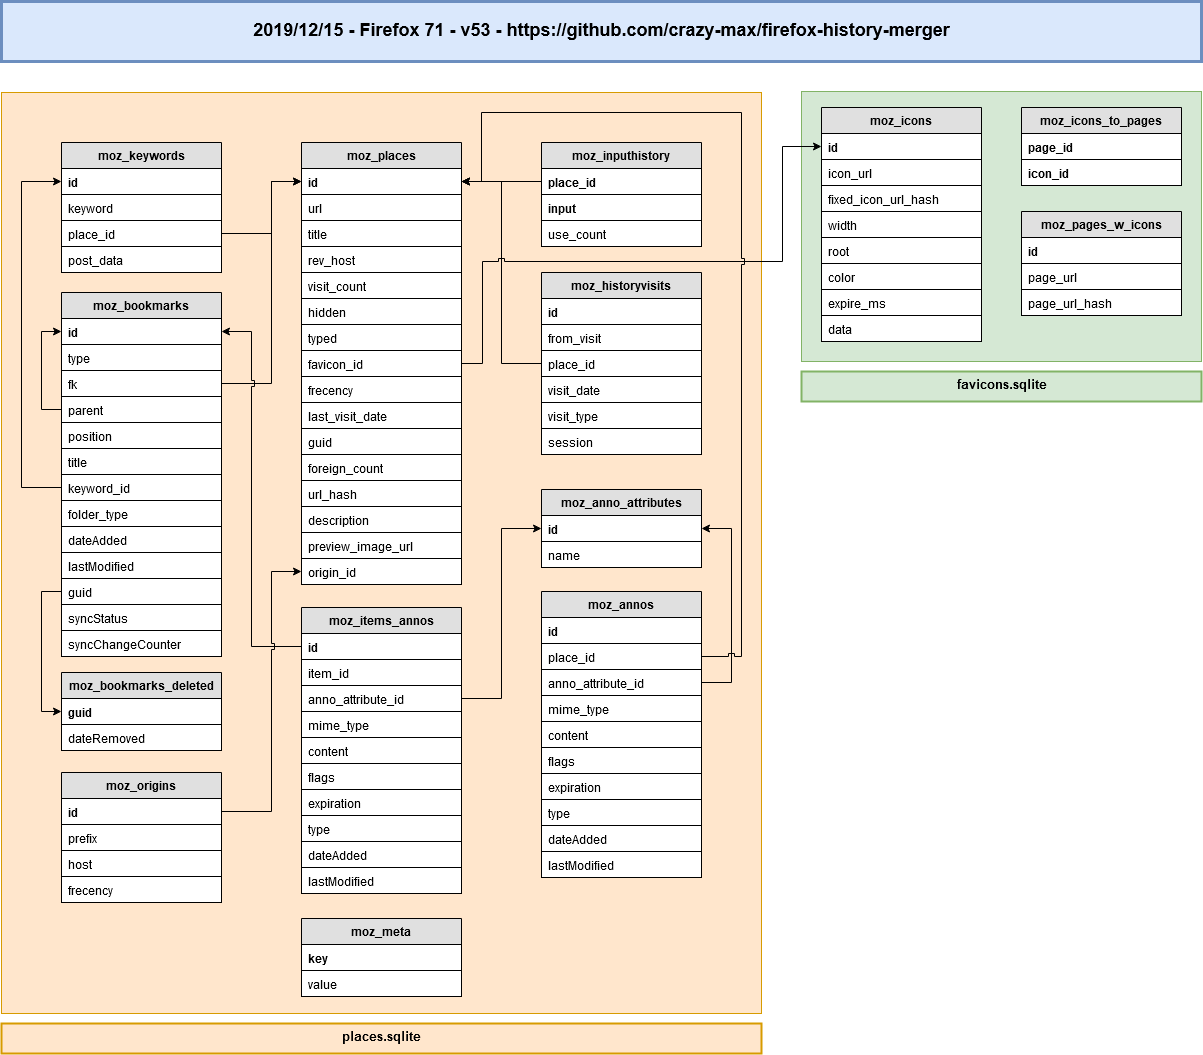 2019/12/15 - Firefox 71 - v53 - https://github.com/crazy-max/firefox-history-merger
moz_keywords
id
keyword
place_id
post_data
moz_bookmarks
id
type
fk
parent
position
title
keyword_id
folder_type
dateAdded
lastModified
guid
syncStatus
syncChangeCounter
moz_bookmarks_deleted
guid
dateRemoved
moz_origins
id
prefix
host
frecency
moz_places
id
url
title
rev_host
visit_count
hidden
typed
favicon_id
frecency
last_visit_date
guid
foreign_count
url_hash
description
preview_image_url
origin_id
moz_items_annos
id
item_id
anno_attribute_id
mime_type
content
flags
expiration
type
dateAdded
lastModified
moz_meta
key
value
moz_inputhistory
place_id
input
use_count
moz_historyvisits
id
from_visit
place_id
visit_date
visit_type
session
moz_anno_attributes
id
name
moz_annos
id
place_id
anno_attribute_id
mime_type
content
flags
expiration
type
dateAdded
lastModified
places.sqlite
moz_icons
id
icon_url
fixed_icon_url_hash
width
root
color
expire_ms
data
moz_icons_to_pages
page_id
icon_id
moz_pages_w_icons
id
page_url
page_url_hash
favicons.sqlite